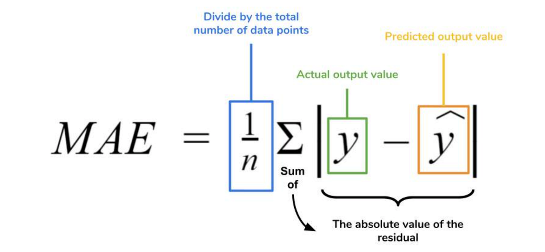 Divide by the total
number of data points
Predicted output value
Actual output value
MAE = 1/n Σ |y − ŷ|
Sum
of
The absolute value of the
residual